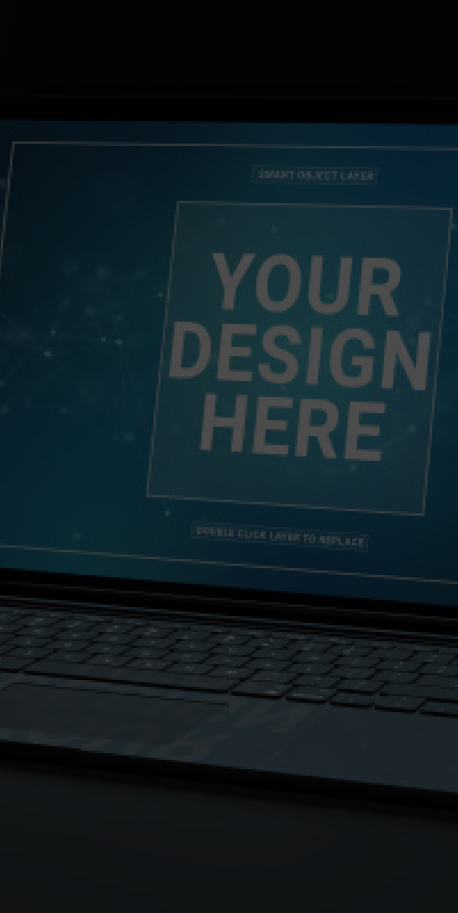 SMART OBJECT LAYER
YOUR
DESIGN
HERE
DOUBLE CLICK LAYER TO REPLACE